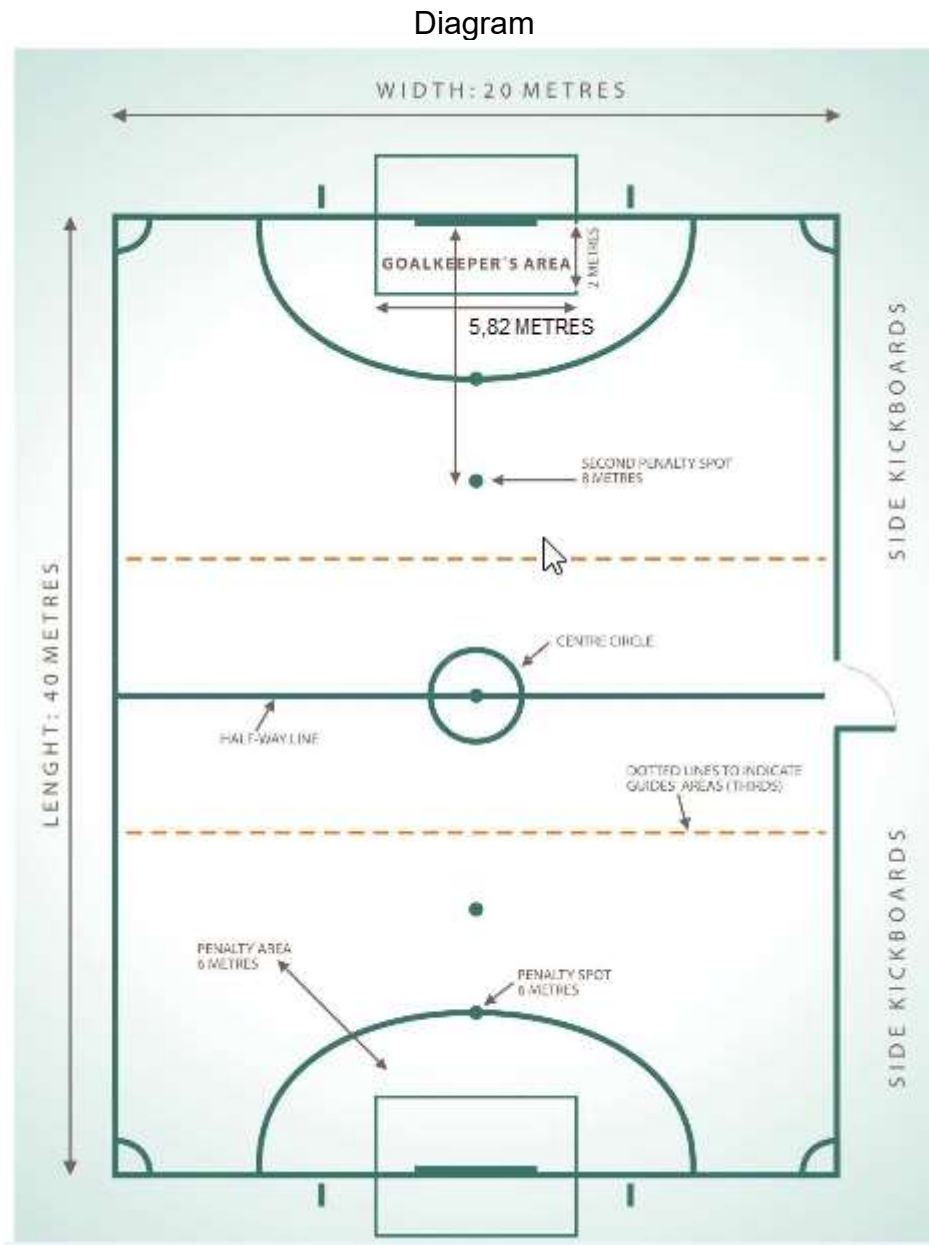 Diagram
WIDTH: 20 METRES
GOALKEEPER´S AREA
2 METRES
5,82 METRES
SIDE KICKBOARDS
SECOND PENALTY SPOT
8 METRES
LENGHT: 40 METRES
CENTRE CIRCLE
HALF-WAY LINE
DOTTED LINES TO INDICATE
GUIDES' AREAS (THIRDS)
SIDE KICKBOARDS
PENALTY AREA
6 METRES
PENALTY SPOT
6 METRES